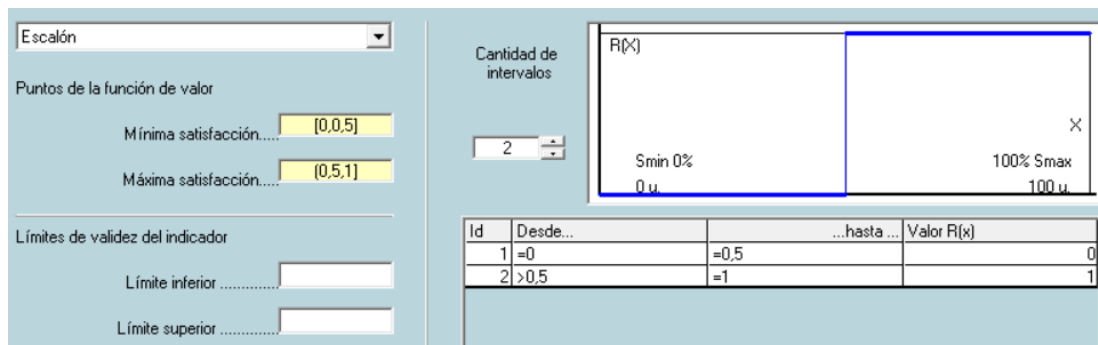 Escalón
Puntos de la función de valor
Mínima satisfacción..... [0,0,5]
Máxima satisfacción..... (0,5,1]
Límites de validez del indicador
Límite inferior .............
Límite superior .............
Cantidad de
intervalos
2
R(X)
X
Smin 0% 100% Smax
0 u. 100 u.
Id Desde... ...hasta ... Valor R(x)
1 =0 =0,5 0
2 >0,5 =1 1